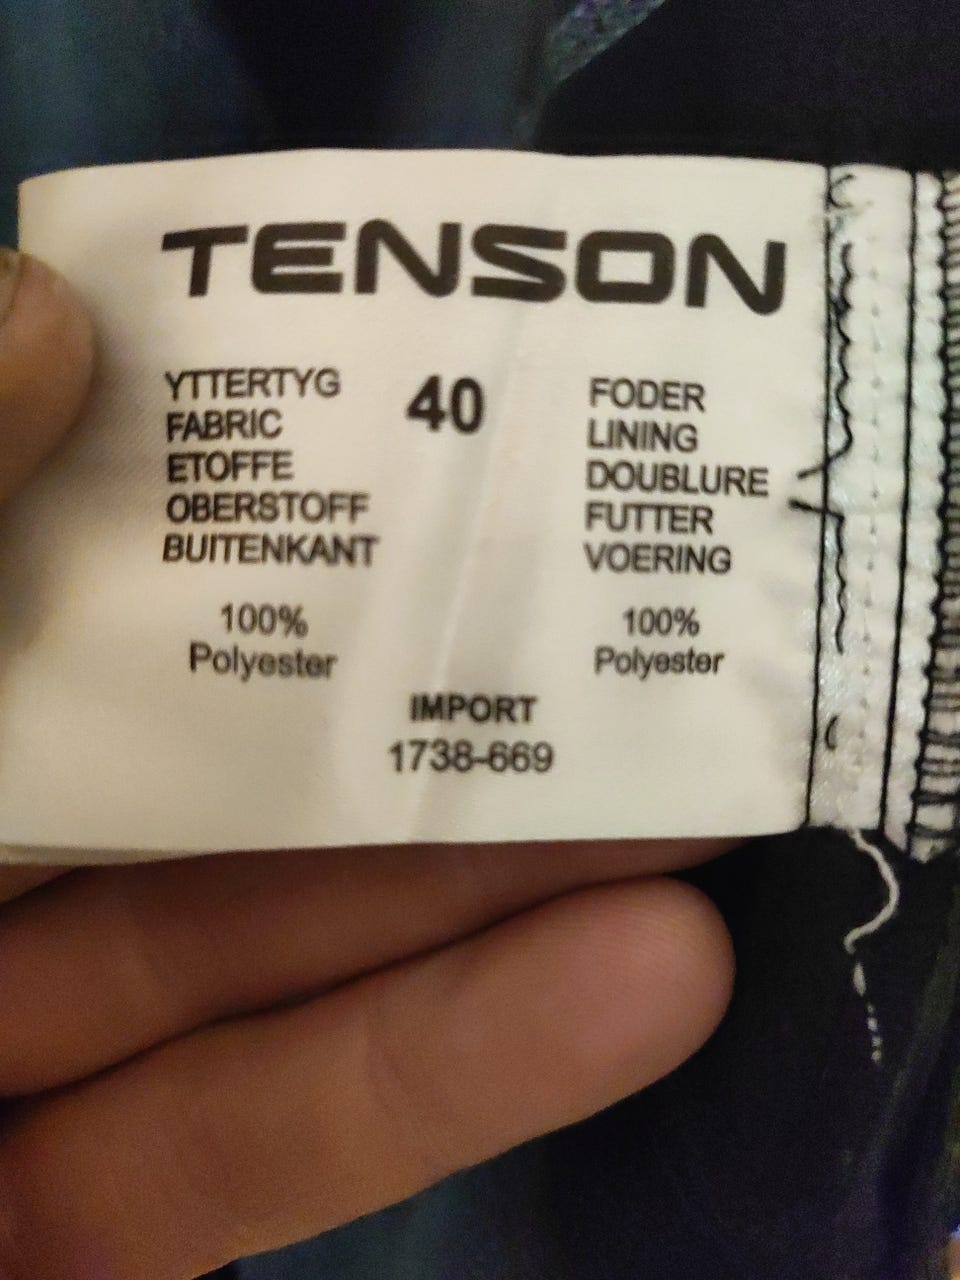 TENSON
YTTERTYG
FABRIC
ETOFFE
OBERSTOFF
BUITENKANT
100%
Polyester
40
FODER
LINING
DOUBLURE
FUTTER
VOERING
100%
Polyester
IMPORT
1738-669